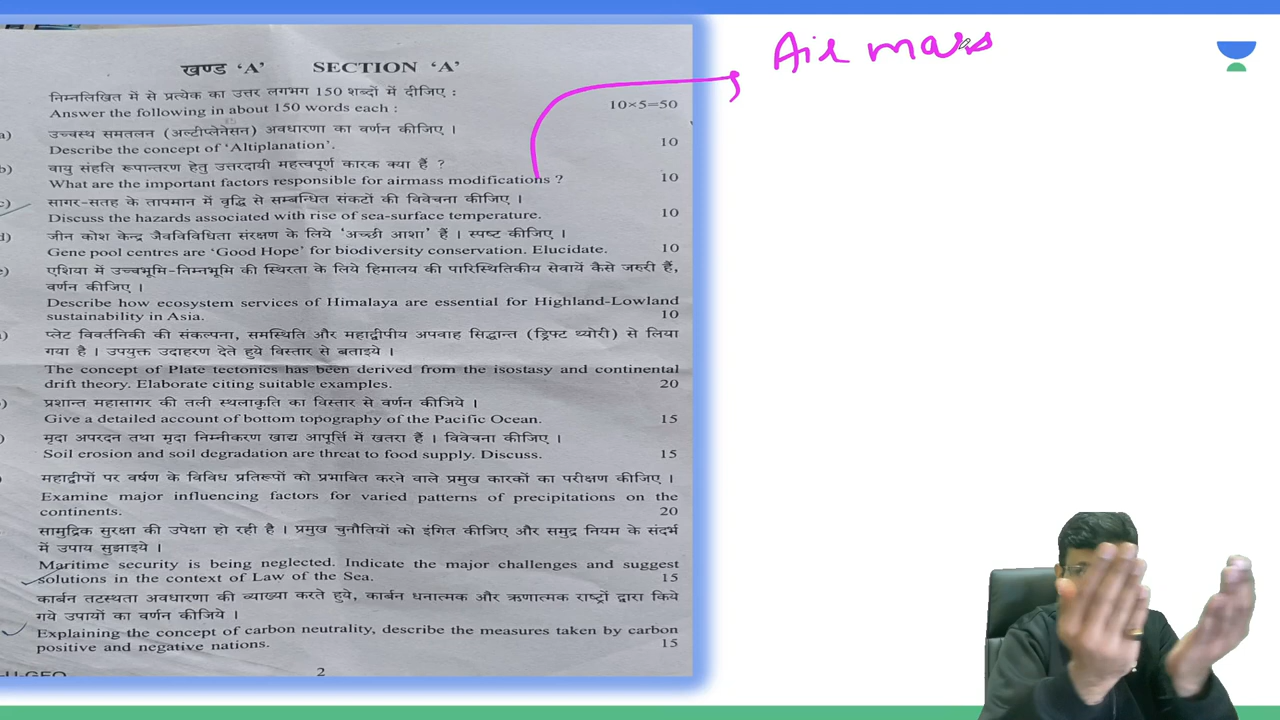 Air mass
खण्ड ‘A’ SECTION ‘A’
निम्नलिखित में से प्रत्येक का उत्तर लगभग 150 शब्दों में दीजिए :
Answer the following in about 150 words each : 10×5=50
a) उच्चस्थ समतलन (अल्टीप्लेनेसन) अवधारणा का वर्णन कीजिए ।
Describe the concept of ‘Altiplanation’. 10
b) वायु संहति रूपान्तरण हेतु उत्तरदायी महत्त्वपूर्ण कारक क्या हैं ?
What are the important factors responsible for airmass modifications ? 10
c) सागर-सतह के तापमान में वृद्धि से सम्बन्धित संकटों की विवेचना कीजिए ।
Discuss the hazards associated with rise of sea-surface temperature. 10
d) जीन कोश केन्द्र जैवविविधिता संरक्षण के लिये ‘अच्छी आशा’ हैं । स्पष्ट कीजिए ।
Gene pool centres are ‘Good Hope’ for biodiversity conservation. Elucidate. 10
e) एशिया में उच्चभूमि-निम्नभूमि की स्थिरता के लिये हिमालय की पारिस्थितिकीय सेवायें कैसे जरुरी हैं,
वर्णन कीजिए ।
Describe how ecosystem services of Himalaya are essential for Highland-Lowland
sustainability in Asia. 10
प्लेट विवर्तनिकी की संकल्पना, समस्थिति और महाद्वीपीय अपवाह सिद्धान्त (ड्रिफ्ट थ्योरी) से लिया
गया है । उपयुक्त उदाहरण देते हुये विस्तार से बताइये ।
The concept of Plate tectonics has been derived from the isostasy and continental
drift theory. Elaborate citing suitable examples. 20
प्रशान्त महासागर की तली स्थलाकृति का विस्तार से वर्णन कीजिये ।
Give a detailed account of bottom topography of the Pacific Ocean. 15
मृदा अपरदन तथा मृदा निम्नीकरण खाद्य आपूर्त्ति में खतरा हैं । विवेचना कीजिए ।
Soil erosion and soil degradation are threat to food supply. Discuss. 15
महाद्वीपों पर वर्षण के विविध प्रतिरूपों को प्रभावित करने वाले प्रमुख कारकों का परीक्षण कीजिए ।
Examine major influencing factors for varied patterns of precipitations on the
continents. 20
सामुद्रिक सुरक्षा की उपेक्षा हो रही है । प्रमुख चुनौतियों को इंगित कीजिए और समुद्र नियम के संदर्भ
में उपाय सुझाइये ।
Maritime security is being neglected. Indicate the major challenges and suggest
solutions in the context of Law of the Sea. 15
कार्बन तटस्थता अवधारणा की व्याख्या करते हुये, कार्बन धनात्मक और ऋणात्मक राष्ट्रों द्वारा किये
गये उपायों का वर्णन कीजिये ।
Explaining the concept of carbon neutrality, describe the measures taken by carbon
positive and negative nations. 15
2